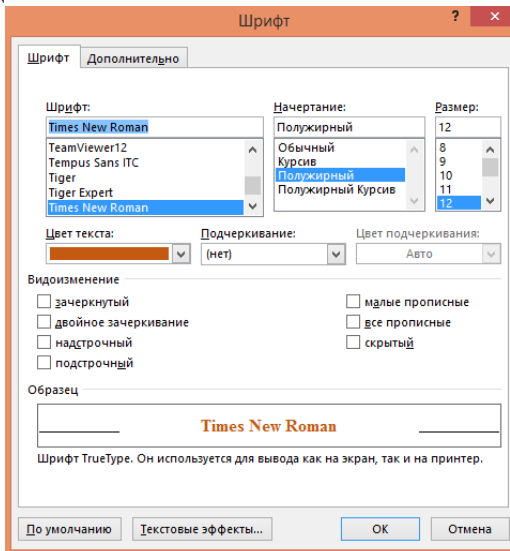 Шрифт
?
×
Шрифт Дополнительно
Шрифт: Начертание: Размер:
Times New Roman Полужирный 12
TeamViewer12 Обычный 8
Tempus Sans ITC Курсив 9
Tiger Полужирный 10
Tiger Expert Полужирный Курсив 11
Times New Roman 12
Цвет текста: Подчеркивание: Цвет подчеркивания:
(нет) Авто
Видоизменение
зачеркнутый малые прописные
двойное зачеркивание все прописные
надстрочный скрытый
подстрочный
Образец
Times New Roman
Шрифт TrueType. Он используется для вывода как на экран, так и на принтер.
По умолчанию Текстовые эффекты... ОК Отмена